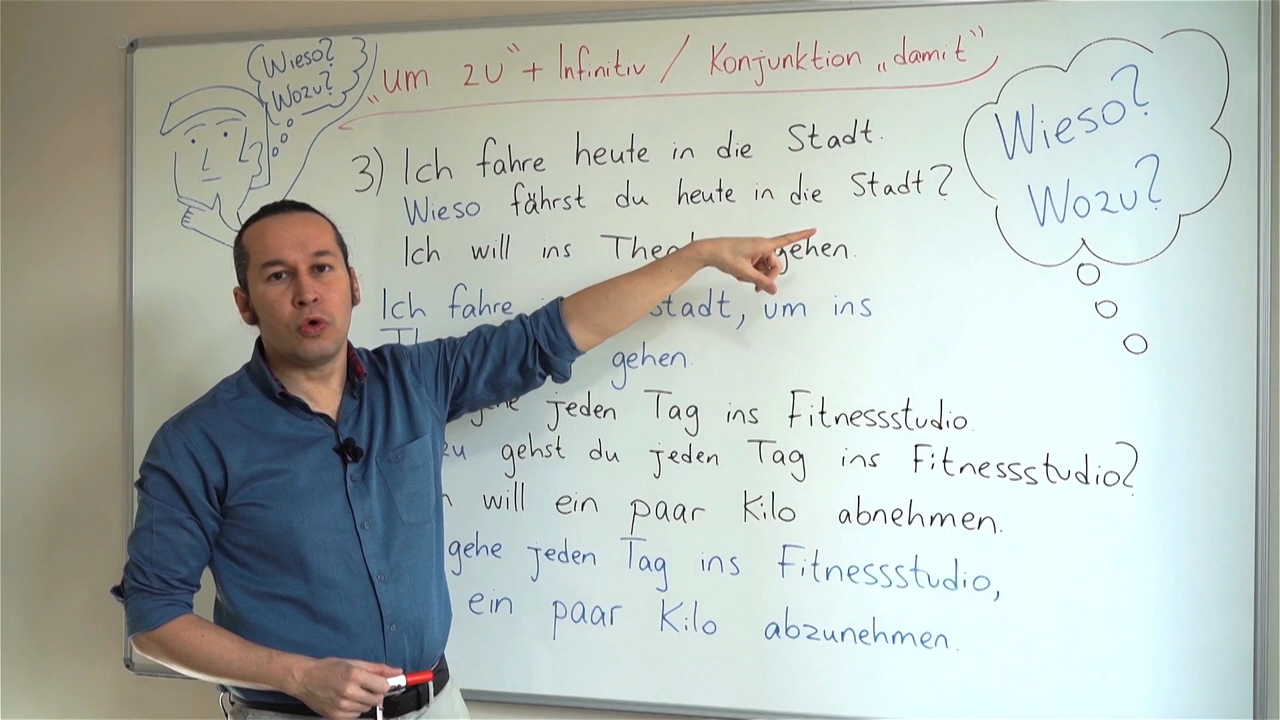 Wieso?
Wozu?
„um zu“ + Infinitiv / Konjunktion „damit“
Wieso?
Wozu?
3) Ich fahre heute in die Stadt.
Wieso fährst du heute in die Stadt?
Ich will ins gehen.
Ich fahre stadt, um ins
gehen.
jeden Tag ins Fitnessstudio.
gehst du jeden Tag ins Fitnessstudio?
will ein paar Kilo abnehmen.
gehe jeden Tag ins Fitnessstudio,
ein paar Kilo abzunehmen.